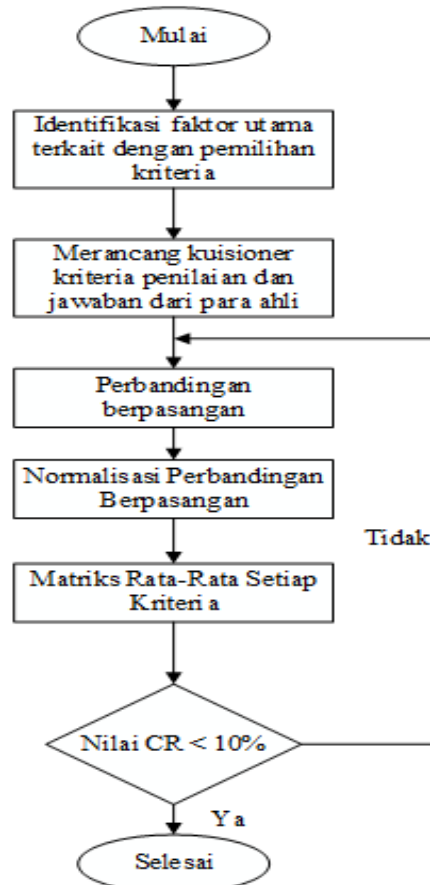 Mulai
Identifikasi faktor utama
terkait dengan pemilihan
kriteria
Merancang kuisioner
kriteria penilaian dan
jawaban dari para ahli
Perbandingan
berpasangan
Normalisasi Perbandingan
Berpasangan
Matriks Rata-Rata Setiap
Kriteria
Tidak
Nilai CR < 10%
Ya
Selesai